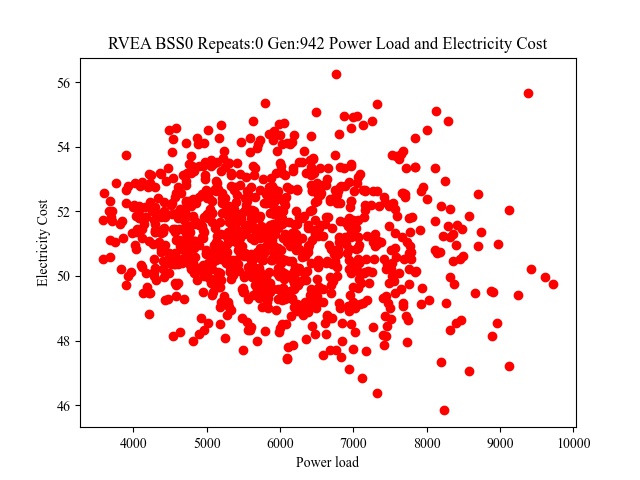 RVEA BSS0 Repeats:0 Gen:942 Power Load and Electricity Cost
Electricity Cost
56
54
52
50
48
46
4000 5000 6000 7000 8000 9000 10000
Power load